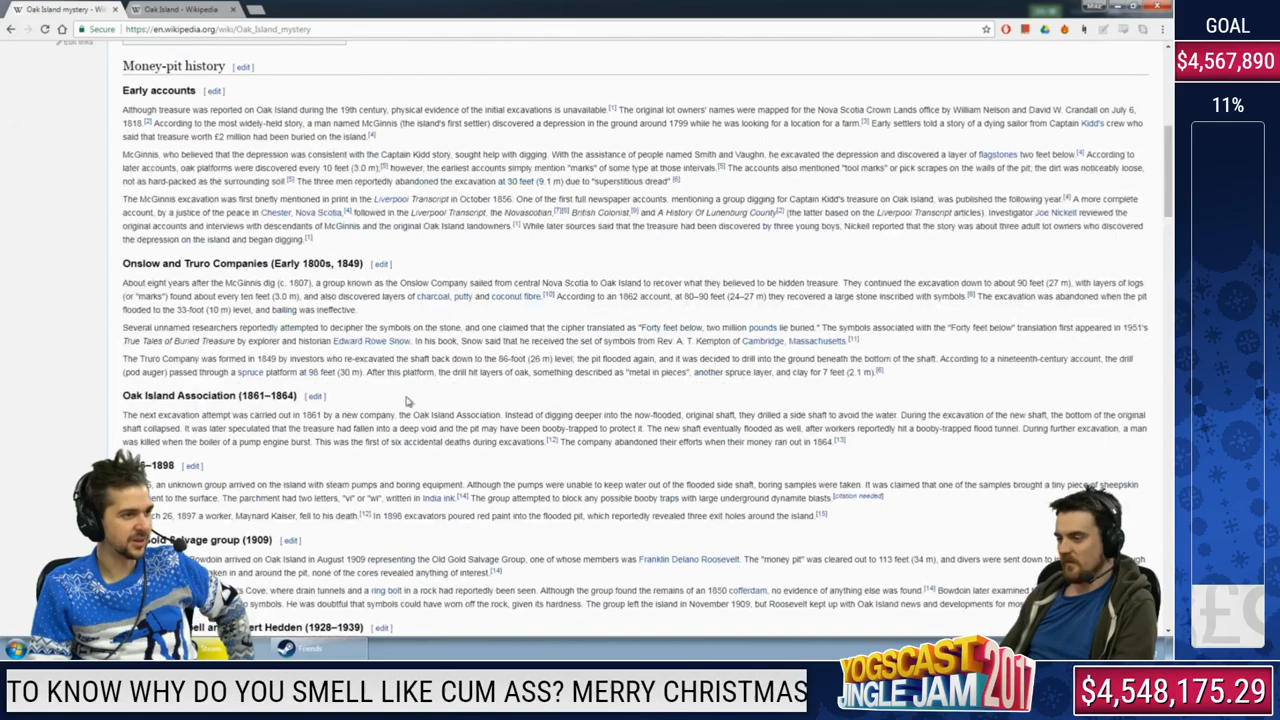 Oak Island mystery - Wi
Oak Island - Wikipedia
Mike
Secure
https://en.wikipedia.org/wiki/Oak_Island_mystery
Edit links
Money-pit history [ edit ]
Early accounts [ edit ]
Although treasure was reported on Oak Island during the 19th century, physical evidence of the initial excavations is unavailable.[1] The original lot owners' names were mapped for the Nova Scotia Crown Lands office by William Nelson and David W. Crandall on July 6,
1818.[2] According to the most widely-held story, a man named McGinnis (the island's first settler) discovered a depression in the ground around 1799 while he was looking for a location for a farm.[3] Early settlers told a story of a dying sailor from Captain Kidd's crew who
said that treasure worth £2 million had been buried on the island.[4]
McGinnis, who believed that the depression was consistent with the Captain Kidd story, sought help with digging. With the assistance of people named Smith and Vaughn, he excavated the depression and discovered a layer of flagstones two feet below.[4] According to
later accounts, oak platforms were discovered every 10 feet (3.0 m);[5] however, the earliest accounts simply mention "marks" of some type at those intervals.[5] The accounts also mentioned "tool marks" or pick scrapes on the walls of the pit; the dirt was noticeably loose,
not as hard-packed as the surrounding soil.[5] The three men reportedly abandoned the excavation at 30 feet (9.1 m) due to "superstitious dread".[6]
The McGinnis excavation was first briefly mentioned in print in the Liverpool Transcript in October 1856. One of the first full newspaper accounts, mentioning a group digging for Captain Kidd's treasure on Oak Island, was published the following year.[4] A more complete
account, by a justice of the peace in Chester, Nova Scotia,[4] followed in the Liverpool Transcript, the Novascotian,[7][8] British Colonist,[9] and A History Of Lunenburg County[2] (the latter based on the Liverpool Transcript articles). Investigator Joe Nickell reviewed the
original accounts and interviews with descendants of McGinnis and the original Oak Island landowners.[1] While later sources said that the treasure had been discovered by three young boys, Nickell reported that the story was about three adult lot owners who discovered
the depression on the island and began digging.[1]
Onslow and Truro Companies (Early 1800s, 1849) [ edit ]
About eight years after the McGinnis dig (c. 1807), a group known as the Onslow Company sailed from central Nova Scotia to Oak Island to recover what they believed to be hidden treasure. They continued the excavation down to about 90 feet (27 m), with layers of logs
(or "marks") found about every ten feet (3.0 m), and also discovered layers of charcoal, putty and coconut fibre.[10] According to an 1862 account, at 80–90 feet (24–27 m) they recovered a large stone inscribed with symbols.[6] The excavation was abandoned when the pit
flooded to the 33-foot (10 m) level, and bailing was ineffective.
Several unnamed researchers reportedly attempted to decipher the symbols on the stone, and one claimed that the cipher translated as "Forty feet below, two million pounds lie buried." The symbols associated with the "Forty feet below" translation first appeared in 1951's
True Tales of Buried Treasure by explorer and historian Edward Rowe Snow. In his book, Snow said that he received the set of symbols from Rev. A. T. Kempton of Cambridge, Massachusetts.[11]
The Truro Company was formed in 1849 by investors who re-excavated the shaft back down to the 86-foot (26 m) level; the pit flooded again, and it was decided to drill into the ground beneath the bottom of the shaft. According to a nineteenth-century account, the drill
(pod auger) passed through a spruce platform at 98 feet (30 m). After this platform, the drill hit layers of oak, something described as "metal in pieces", another spruce layer, and clay for 7 feet (2.1 m).[6]
Oak Island Association (1861–1864) [ edit ]
The next excavation attempt was carried out in 1861 by a new company, the Oak Island Association. Instead of digging deeper into the now-flooded, original shaft, they drilled a side shaft to avoid the water. During the excavation of the new shaft, the bottom of the original
shaft collapsed. It was later speculated that the treasure had fallen into a deep void and the pit may have been booby-trapped to protect it. The new shaft eventually flooded as well, after workers reportedly hit a booby-trapped flood tunnel. During further excavation, a man
was killed when the boiler of a pump engine burst. This was the first of six accidental deaths during excavations.[12] The company abandoned their efforts when their money ran out in 1864.[13]
6–1898 [ edit ]
, an unknown group arrived on the island with steam pumps and boring equipment. Although the pumps were unable to keep water out of the flooded side shaft, boring samples were taken. It was claimed that one of the samples brought a tiny piece of sheepskin
ent to the surface. The parchment had two letters, "vi" or "wi", written in India ink.[14] The group attempted to block any possible booby traps with large underground dynamite blasts.[citation needed]
ch 26, 1897 a worker, Maynard Kaiser, fell to his death.[12] In 1898 excavators poured red paint into the flooded pit, which reportedly revealed three exit holes around the island.[15]
Gold Salvage group (1909) [ edit ]
Bowdoin arrived on Oak Island in August 1909 representing the Old Gold Salvage Group, one of whose members was Franklin Delano Roosevelt. The "money pit" was cleared out to 113 feet (34 m), and divers were sent down to
ken in and around the pit, none of the cores revealed anything of interest.[14]
's Cove, where drain tunnels and a ring bolt in a rock had reportedly been seen. Although the group found the remains of an 1850 cofferdam, no evidence of anything else was found.[14] Bowdoin later examined
symbols. He was doubtful that symbols could have worn off the rock, given its hardness. The group left the island in November 1909, but Roosevelt kept up with Oak Island news and developments for mos
ell and ert Hedden (1928–1939) [ edit ]
Steam
Friends
GOAL
$4,567,890
11%
£
TO KNOW WHY DO YOU SMELL LIKE CUM ASS? MERRY CHRISTMAS
YOGSCAST
JINGLE JAM 2017
$4,548,175.29